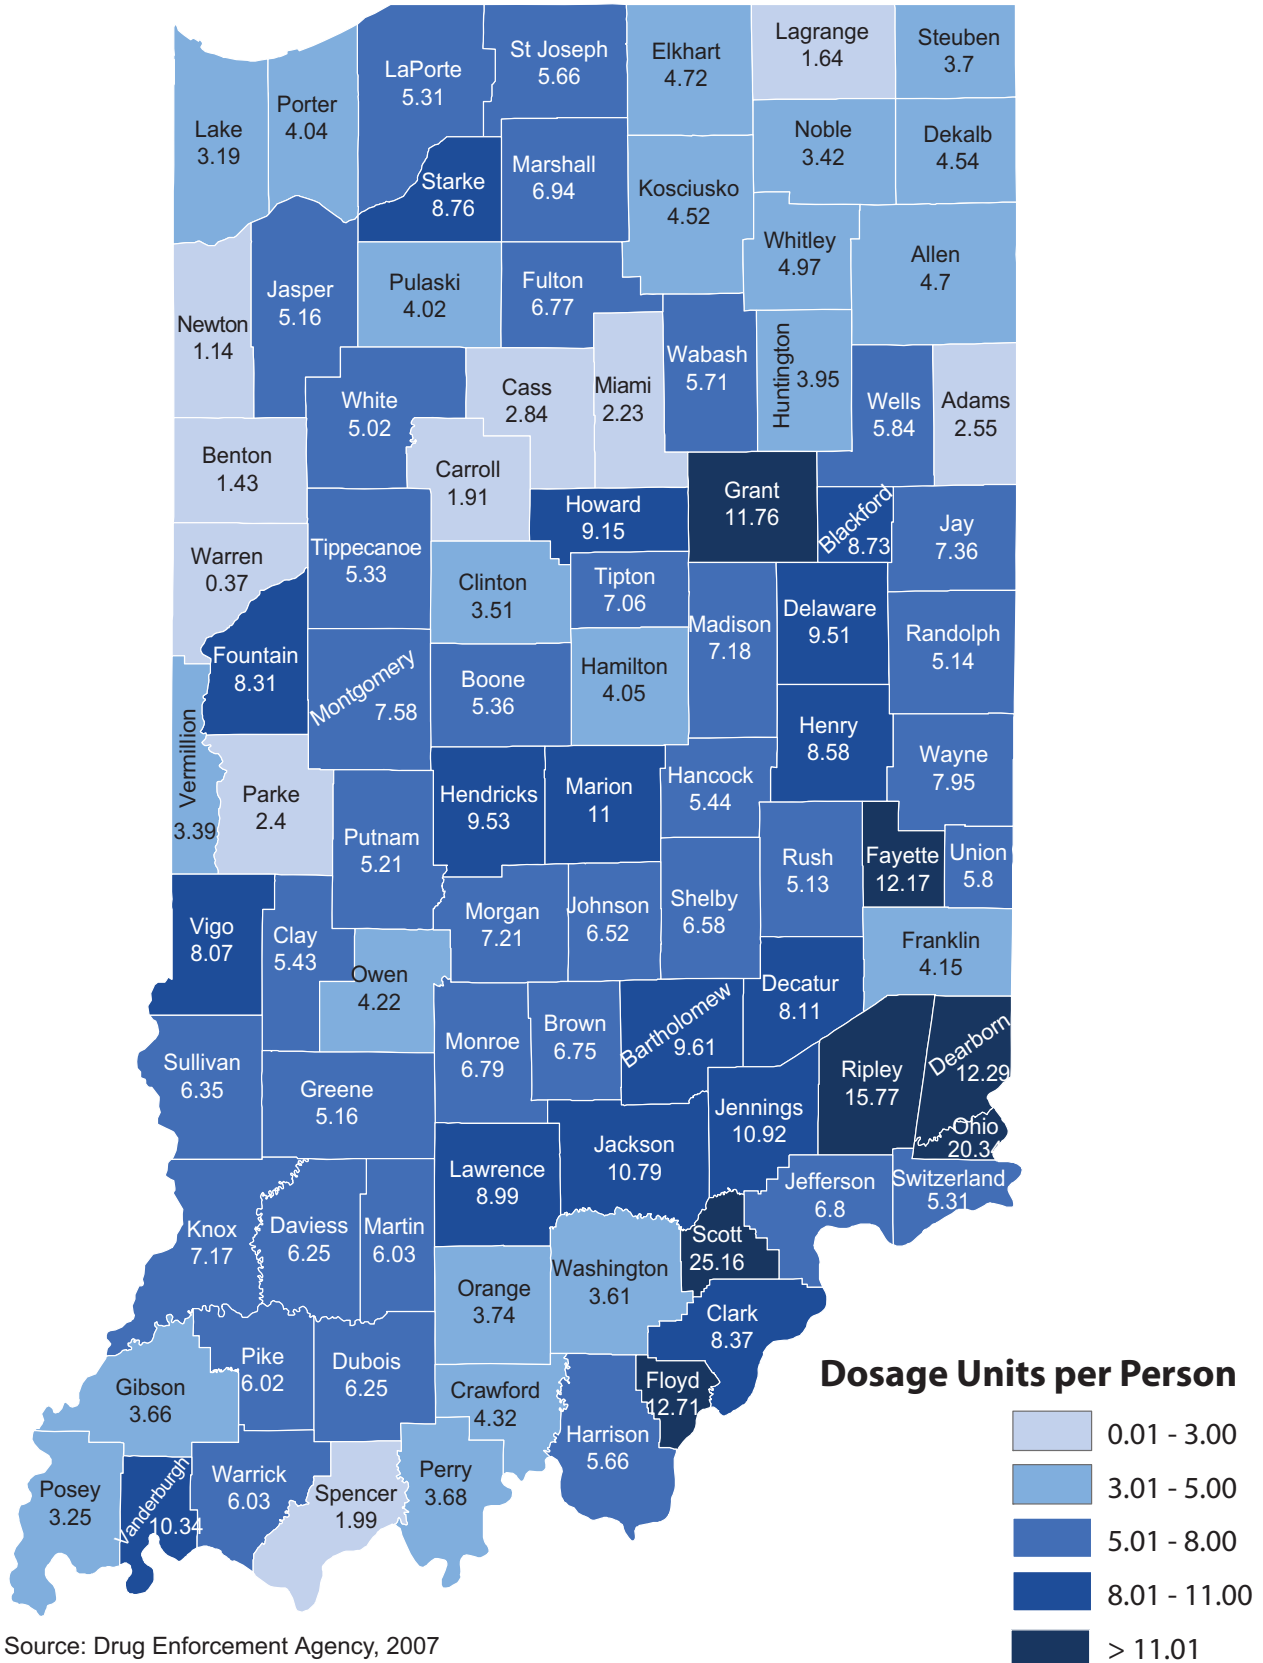 LaPorte
5.31
St Joseph
5.66
Elkhart
4.72
Lagrange
1.64
Steuben
3.7
Lake
3.19
Porter
4.04
Noble
3.42
Dekalb
4.54
Starke
8.76
Marshall
6.94
Kosciusko
4.52
Whitley
4.97
Allen
4.7
Newton
1.14
Jasper
5.16
Pulaski
4.02
Fulton
6.77
White
5.02
Cass
2.84
Miami
2.23
Wabash
5.71
Huntington
3.95
Wells
5.84
Adams
2.55
Benton
1.43
Carroll
1.91
Howard
9.15
Grant
11.76
Blackford
8.73
Jay
7.36
Warren
0.37
Tippecanoe
5.33
Clinton
3.51
Tipton
7.06
Madison
7.18
Delaware
9.51
Randolph
5.14
Fountain
8.31
Montgomery
7.58
Boone
5.36
Hamilton
4.05
Henry
8.58
Wayne
7.95
Vermillion
3.39
Parke
2.4
Putnam
5.21
Hendricks
9.53
Marion
11
Hancock
5.44
Rush
5.13
Fayette
12.17
Union
5.8
Vigo
8.07
Clay
5.43
Owen
4.22
Morgan
7.21
Johnson
6.52
Shelby
6.58
Franklin
4.15
Decatur
8.11
Sullivan
6.35
Greene
5.16
Monroe
6.79
Brown
6.75
Bartholomew
9.61
Jennings
10.92
Ripley
15.77
Dearborn
12.29
Ohio
20.34
Lawrence
8.99
Jackson
10.79
Jefferson
6.8
Switzerland
5.31
Knox
7.17
Daviess
6.25
Martin
6.03
Orange
3.74
Washington
3.61
Scott
25.16
Clark
8.37
Gibson
3.66
Pike
6.02
Dubois
6.25
Crawford
4.32
Floyd
12.71
Harrison
5.66
Posey
3.25
Vanderburgh
10.34
Warrick
6.03
Spencer
1.99
Perry
3.68
Dosage Units per Person
0.01 - 3.00
3.01 - 5.00
5.01 - 8.00
8.01 - 11.00
> 11.01
Source: Drug Enforcement Agency, 2007